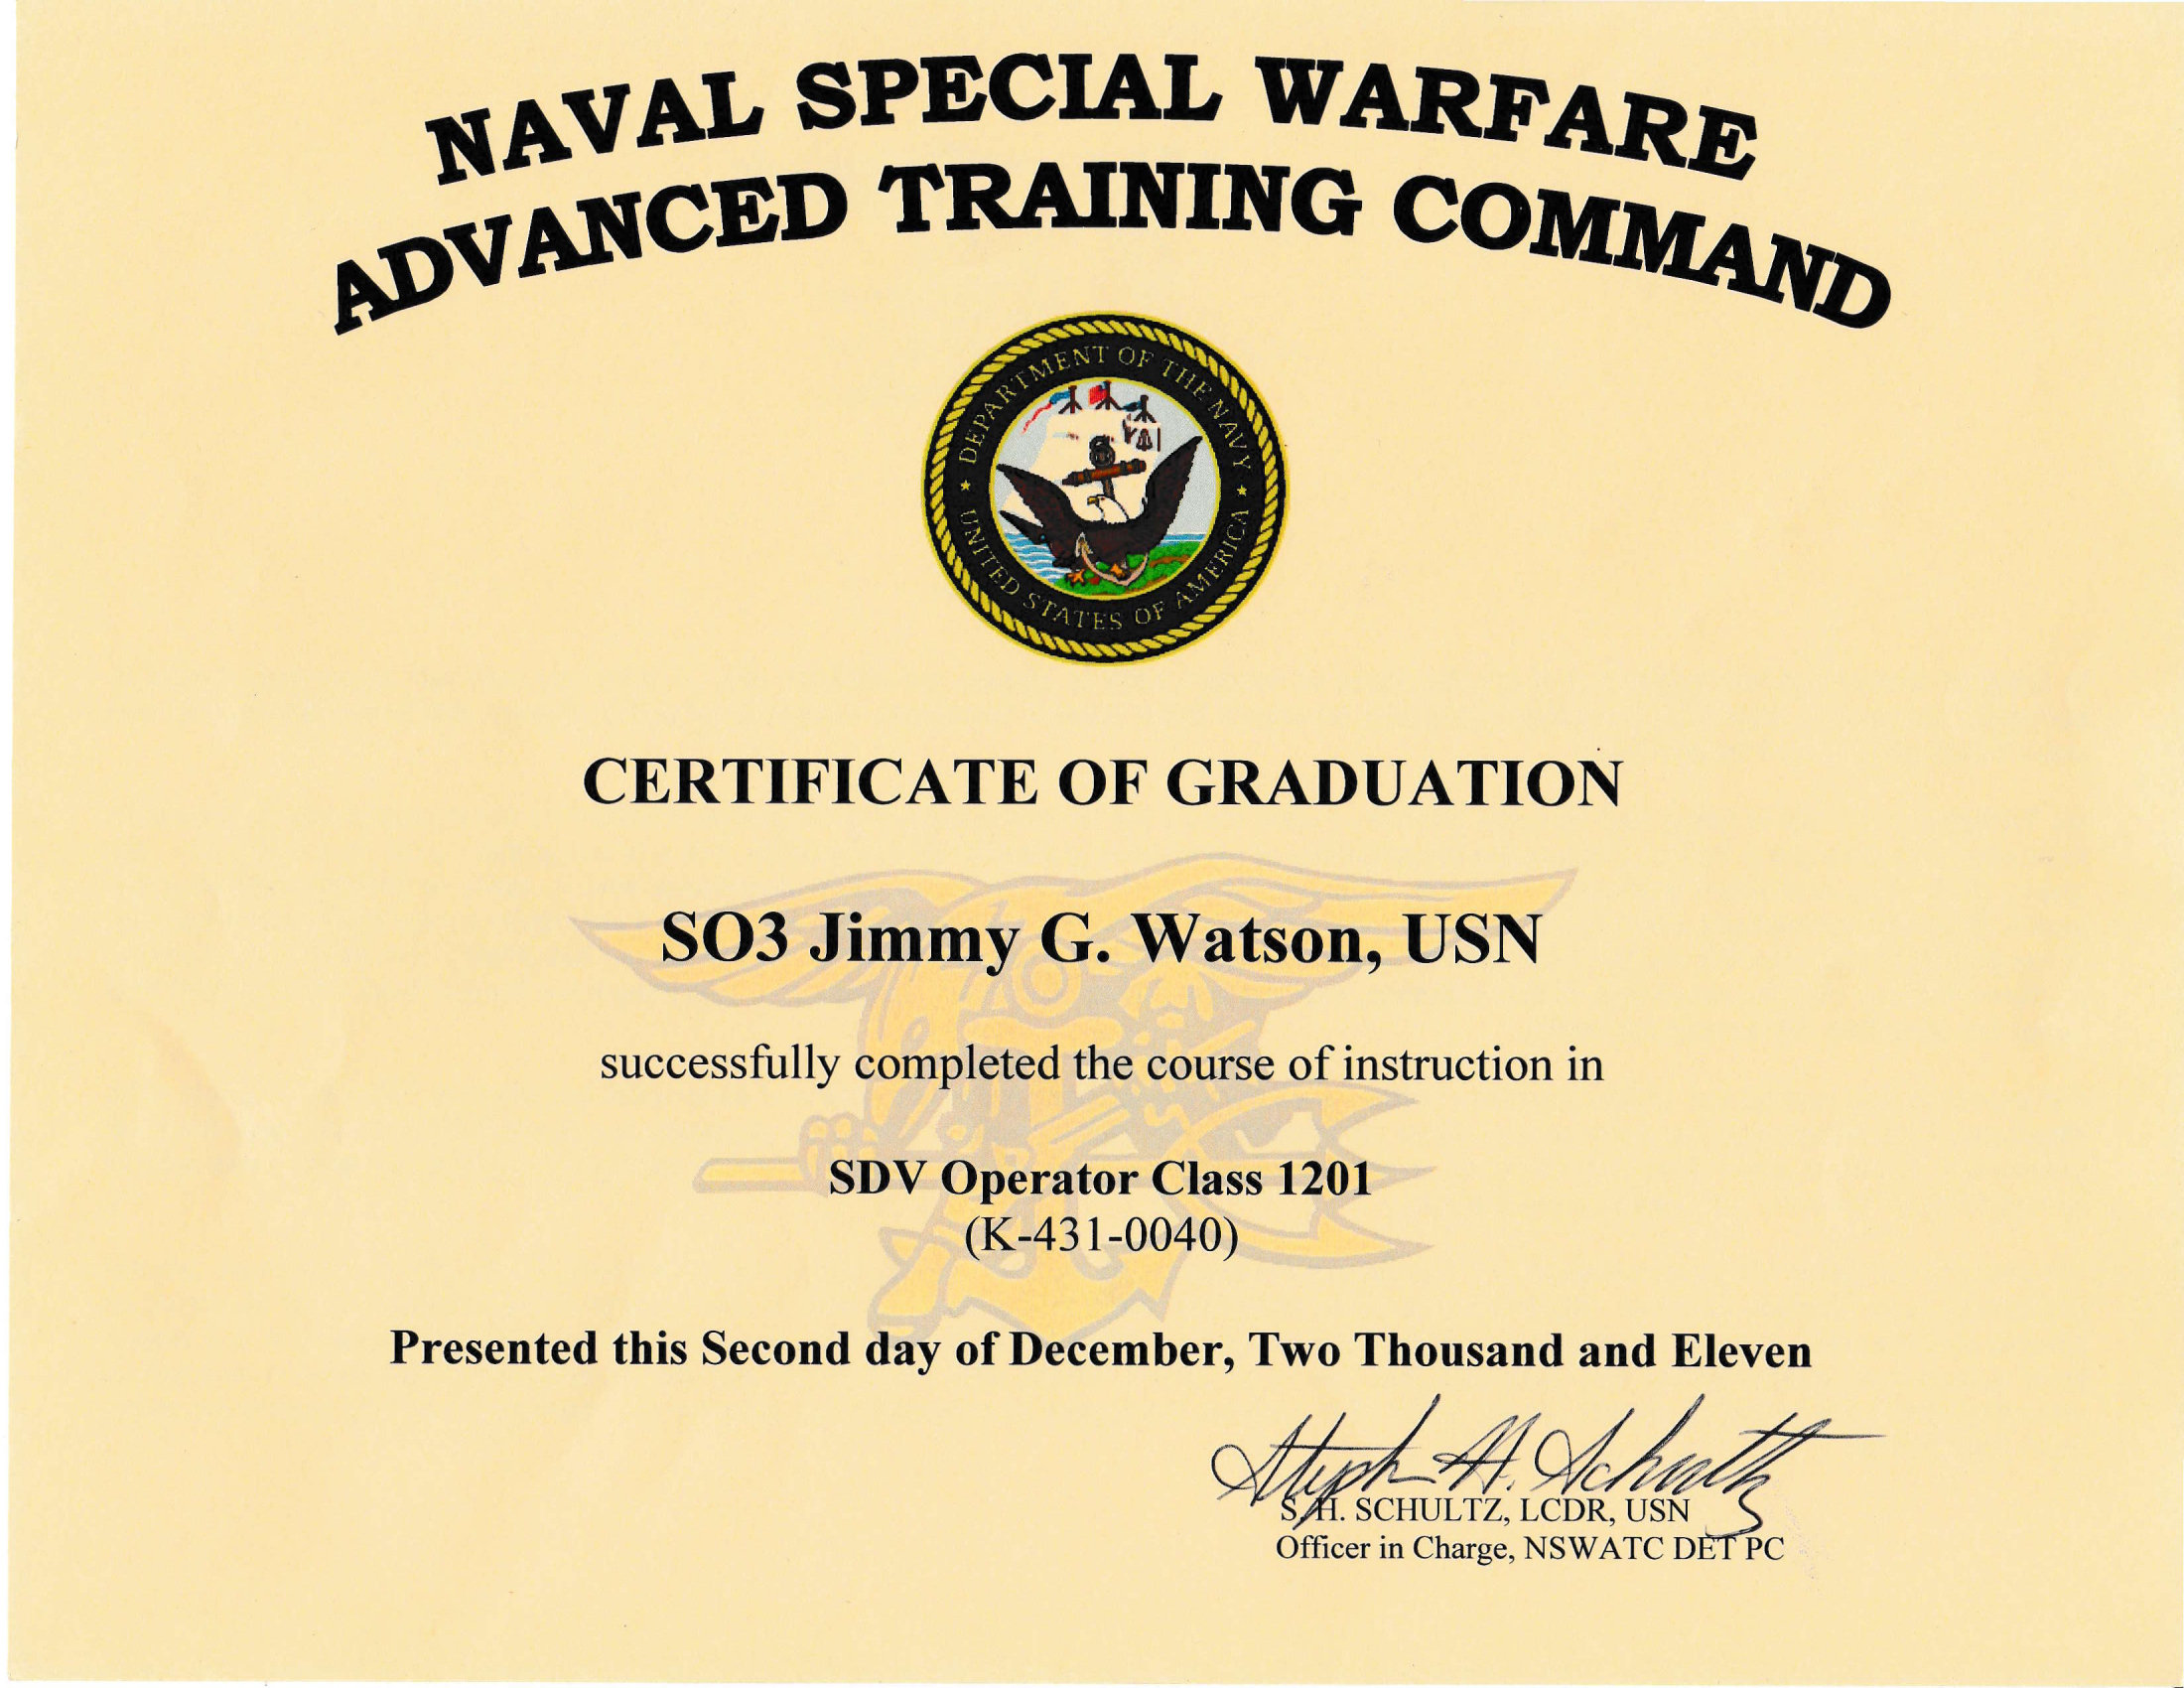 NAVAL SPECIAL WARFARE
ADVANCED TRAINING COMMAND
DEPARTMENT OF THE NAVY
UNITED STATES OF AMERICA
CERTIFICATE OF GRADUATION
SO3 Jimmy G. Watson, USN
successfully completed the course of instruction in
SDV Operator Class 1201
(K-431-0040)
Presented this Second day of December, Two Thousand and Eleven
Stephen H. Schultz
S. H. SCHULTZ, LCDR, USN
Officer in Charge, NSWATC DET PC